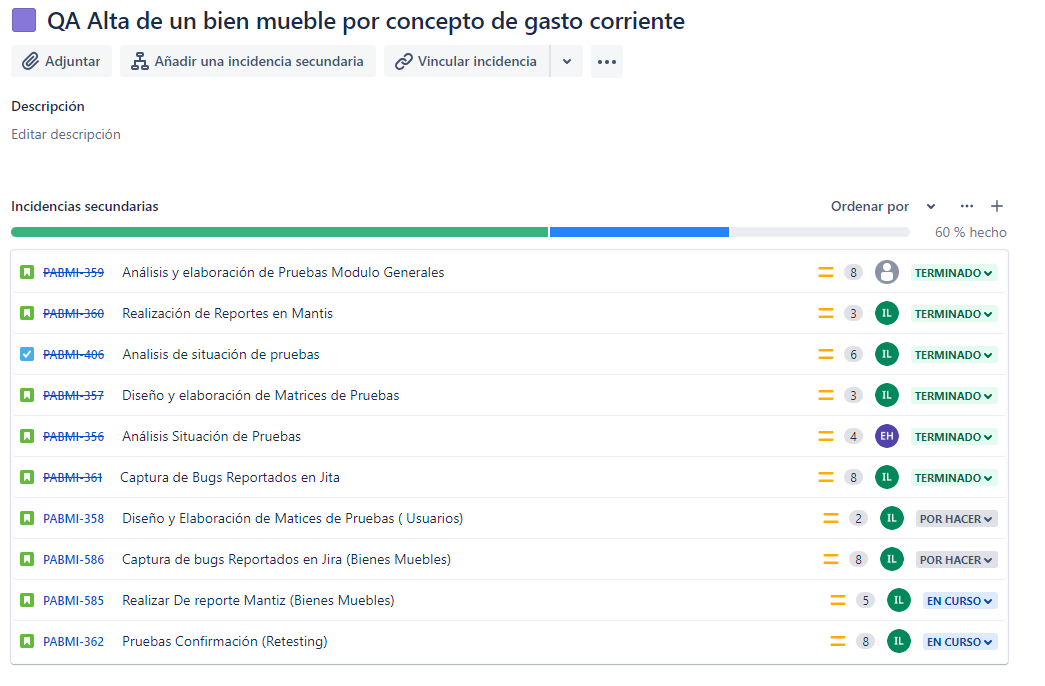 QA Alta de un bien mueble por concepto de gasto corriente
Adjuntar Añadir una incidencia secundaria Vincular incidencia
Descripción
Editar descripción
Incidencias secundarias Ordenar por
60 % hecho
PABMI-359 Análisis y elaboración de Pruebas Modulo Generales 8 TERMINADO
PABMI-360 Realización de Reportes en Mantis 3 IL TERMINADO
PABMI-406 Analisis de situación de pruebas 6 IL TERMINADO
PABMI-357 Diseño y elaboración de Matrices de Pruebas 3 IL TERMINADO
PABMI-356 Análisis Situación de Pruebas 4 EH TERMINADO
PABMI-361 Captura de Bugs Reportados en Jita 8 IL TERMINADO
PABMI-358 Diseño y Elaboración de Matices de Pruebas ( Usuarios) 2 IL POR HACER
PABMI-586 Captura de bugs Reportados en Jira (Bienes Muebles) 8 IL POR HACER
PABMI-585 Realizar De reporte Mantiz (Bienes Muebles) 5 IL EN CURSO
PABMI-362 Pruebas Confirmación (Retesting) 8 IL EN CURSO